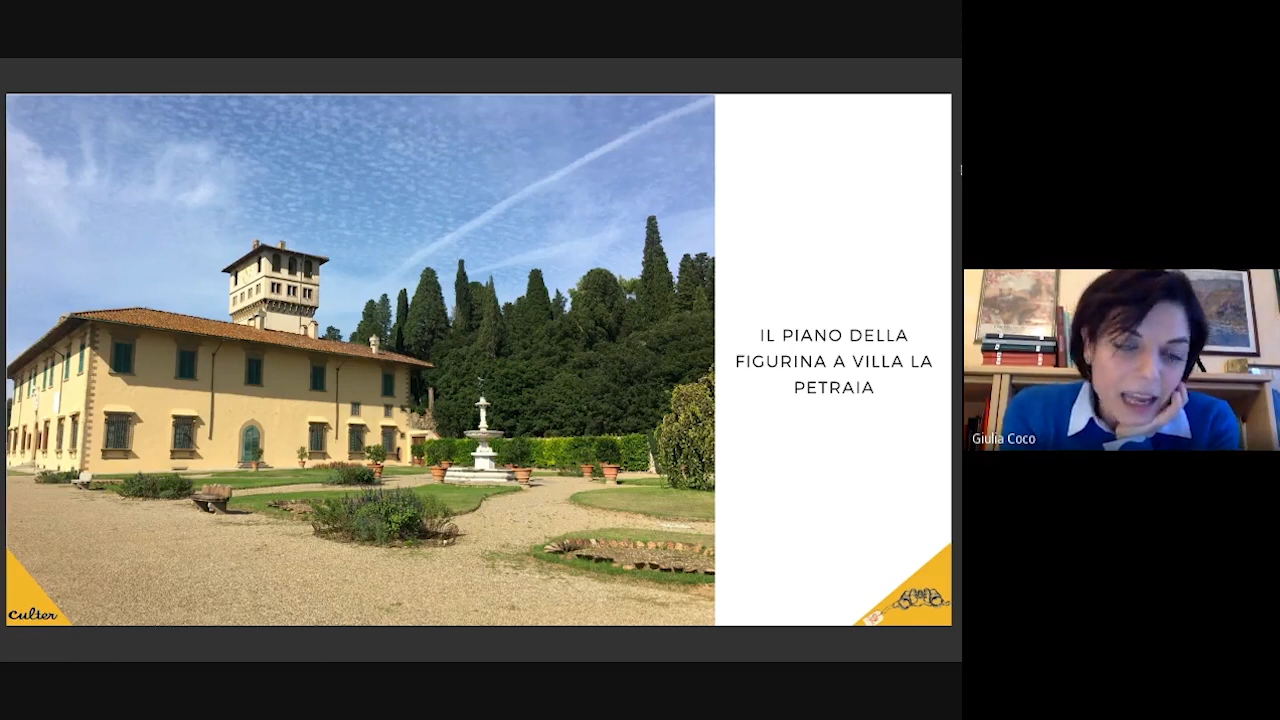 IL PIANO DELLA
FIGURINA A VILLA LA
PETRAIA
culter
Giulia Coco